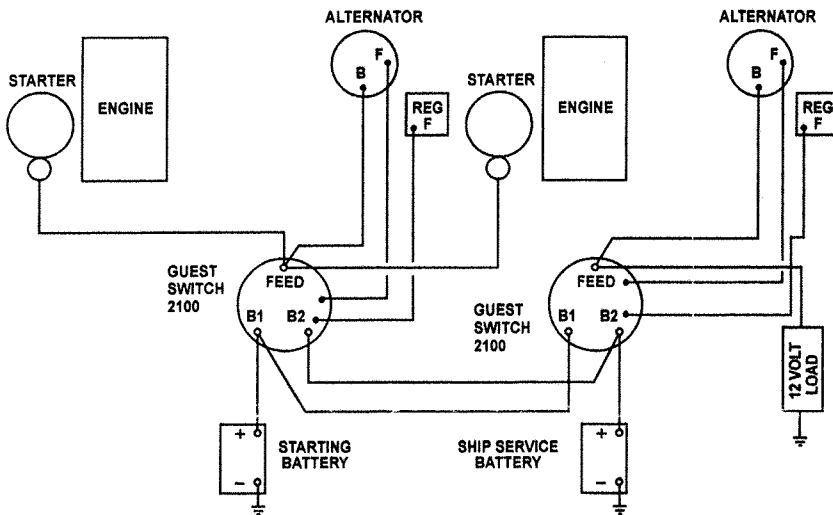 ALTERNATOR
B
F
STARTER
ENGINE
REG
F
STARTER
ENGINE
ALTERNATOR
B
F
REG
F
GUEST
SWITCH
2100
FEED
B1
B2
GUEST
SWITCH
2100
FEED
B1
B2
12 VOLT
LOAD
+
-
STARTING
BATTERY
SHIP SERVICE
BATTERY
+
-